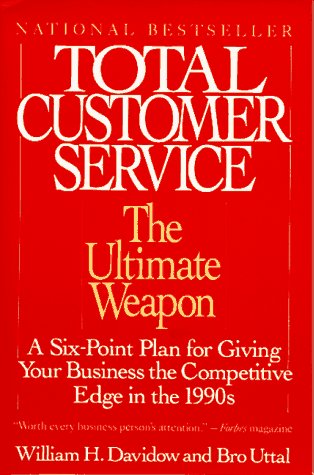 NATIONAL BESTSELLER
TOTAL
CUSTOMER
SERVICE
The
Ultimate
Weapon
A Six-Point Plan for Giving
Your Business the Competitive
Edge in the 1990s
"Worth every business person's attention." – Forbes magazine
William H. Davidow and Bro Uttal